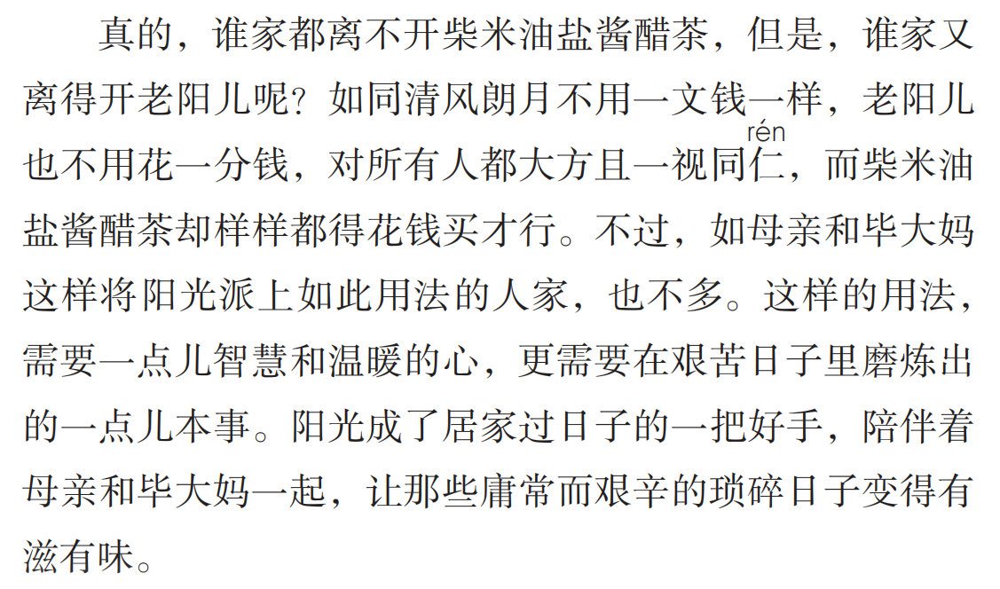 真的，谁家都离不开柴米油盐酱醋茶，但是，谁家又
离得开老阳儿呢？如同清风朗月不用一文钱一样，老阳儿
rén
也不用花一分钱，对所有人都大方且一视同仁，而柴米油
盐酱醋茶却样样都得花钱买才行。不过，如母亲和毕大妈
这样将阳光派上如此用法的人家，也不多。这样的用法，
需要一点儿智慧和温暖的心，更需要在艰苦日子里磨炼出
的一点儿本事。阳光成了居家过日子的一把好手，陪伴着
母亲和毕大妈一起，让那些庸常而艰辛的琐碎日子变得有
滋有味。